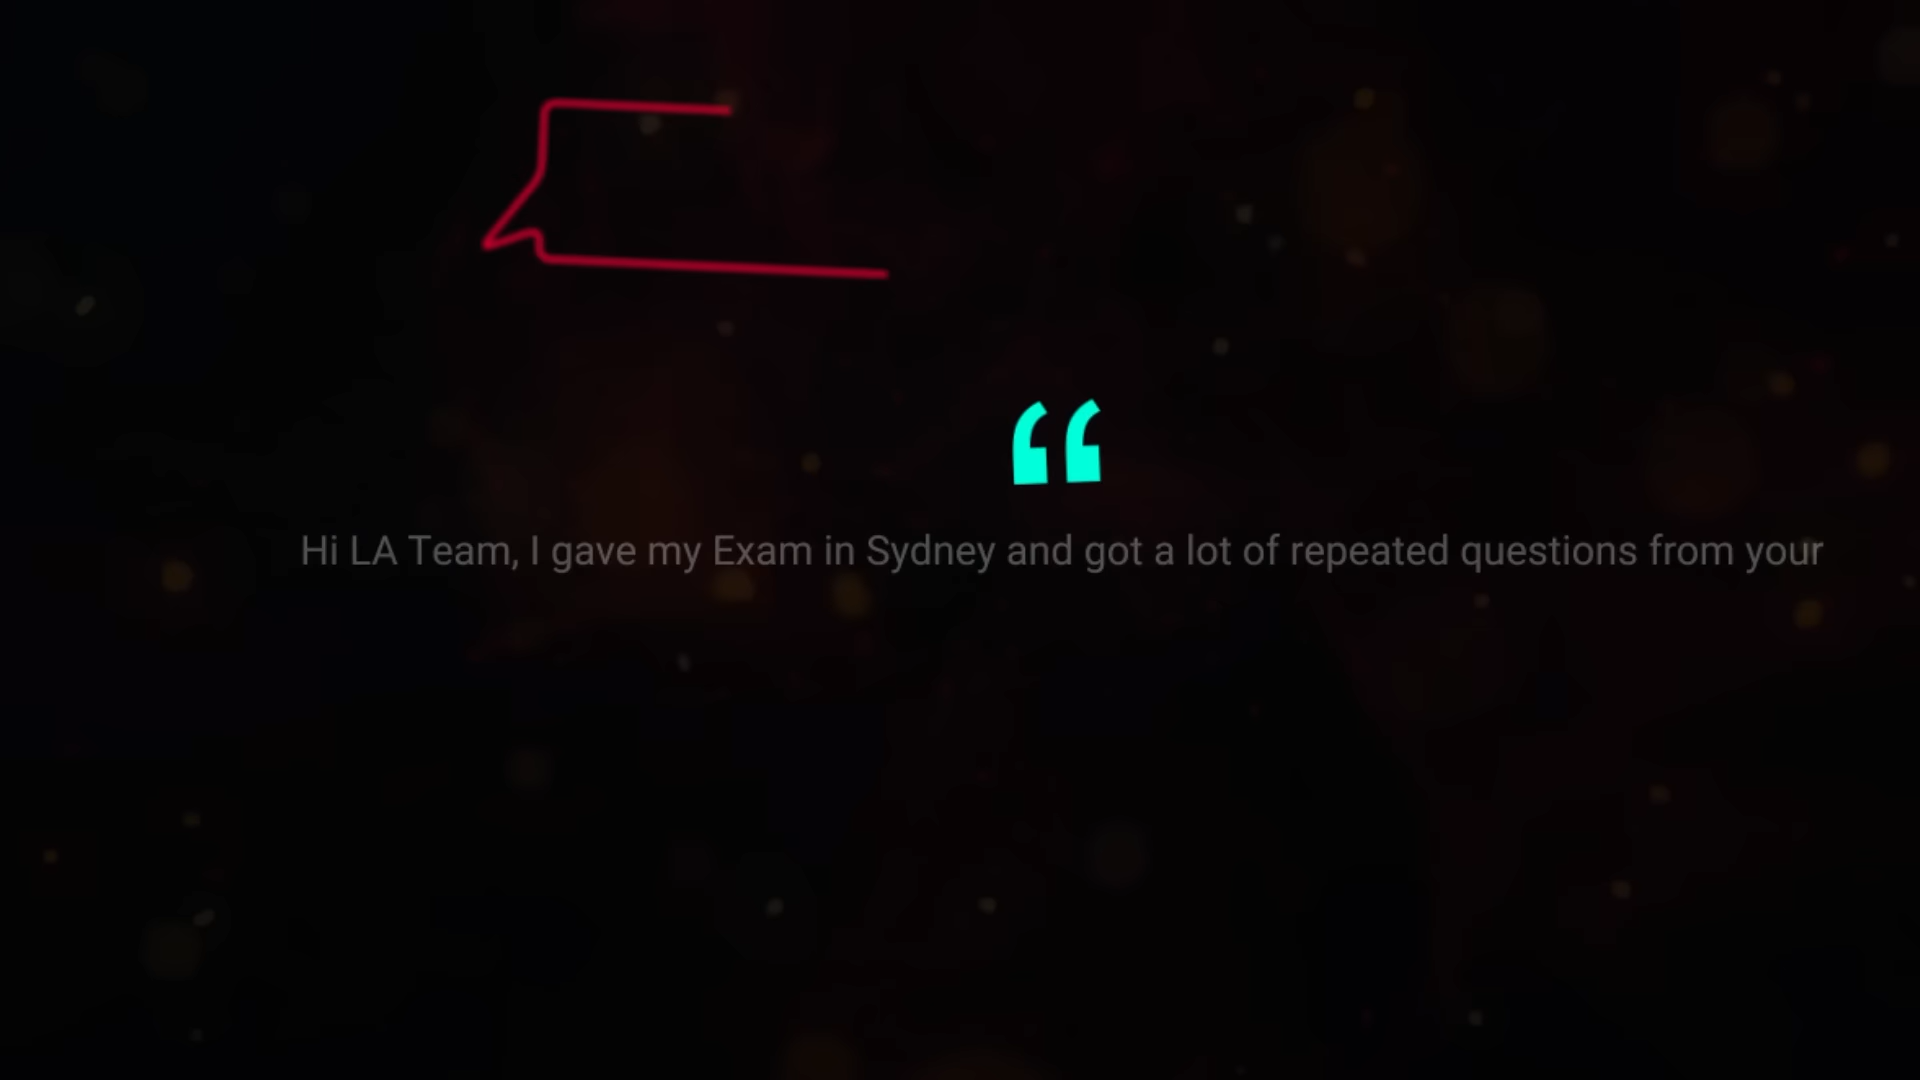 “
Hi LA Team, I gave my Exam in Sydney and got a lot of repeated questions from your